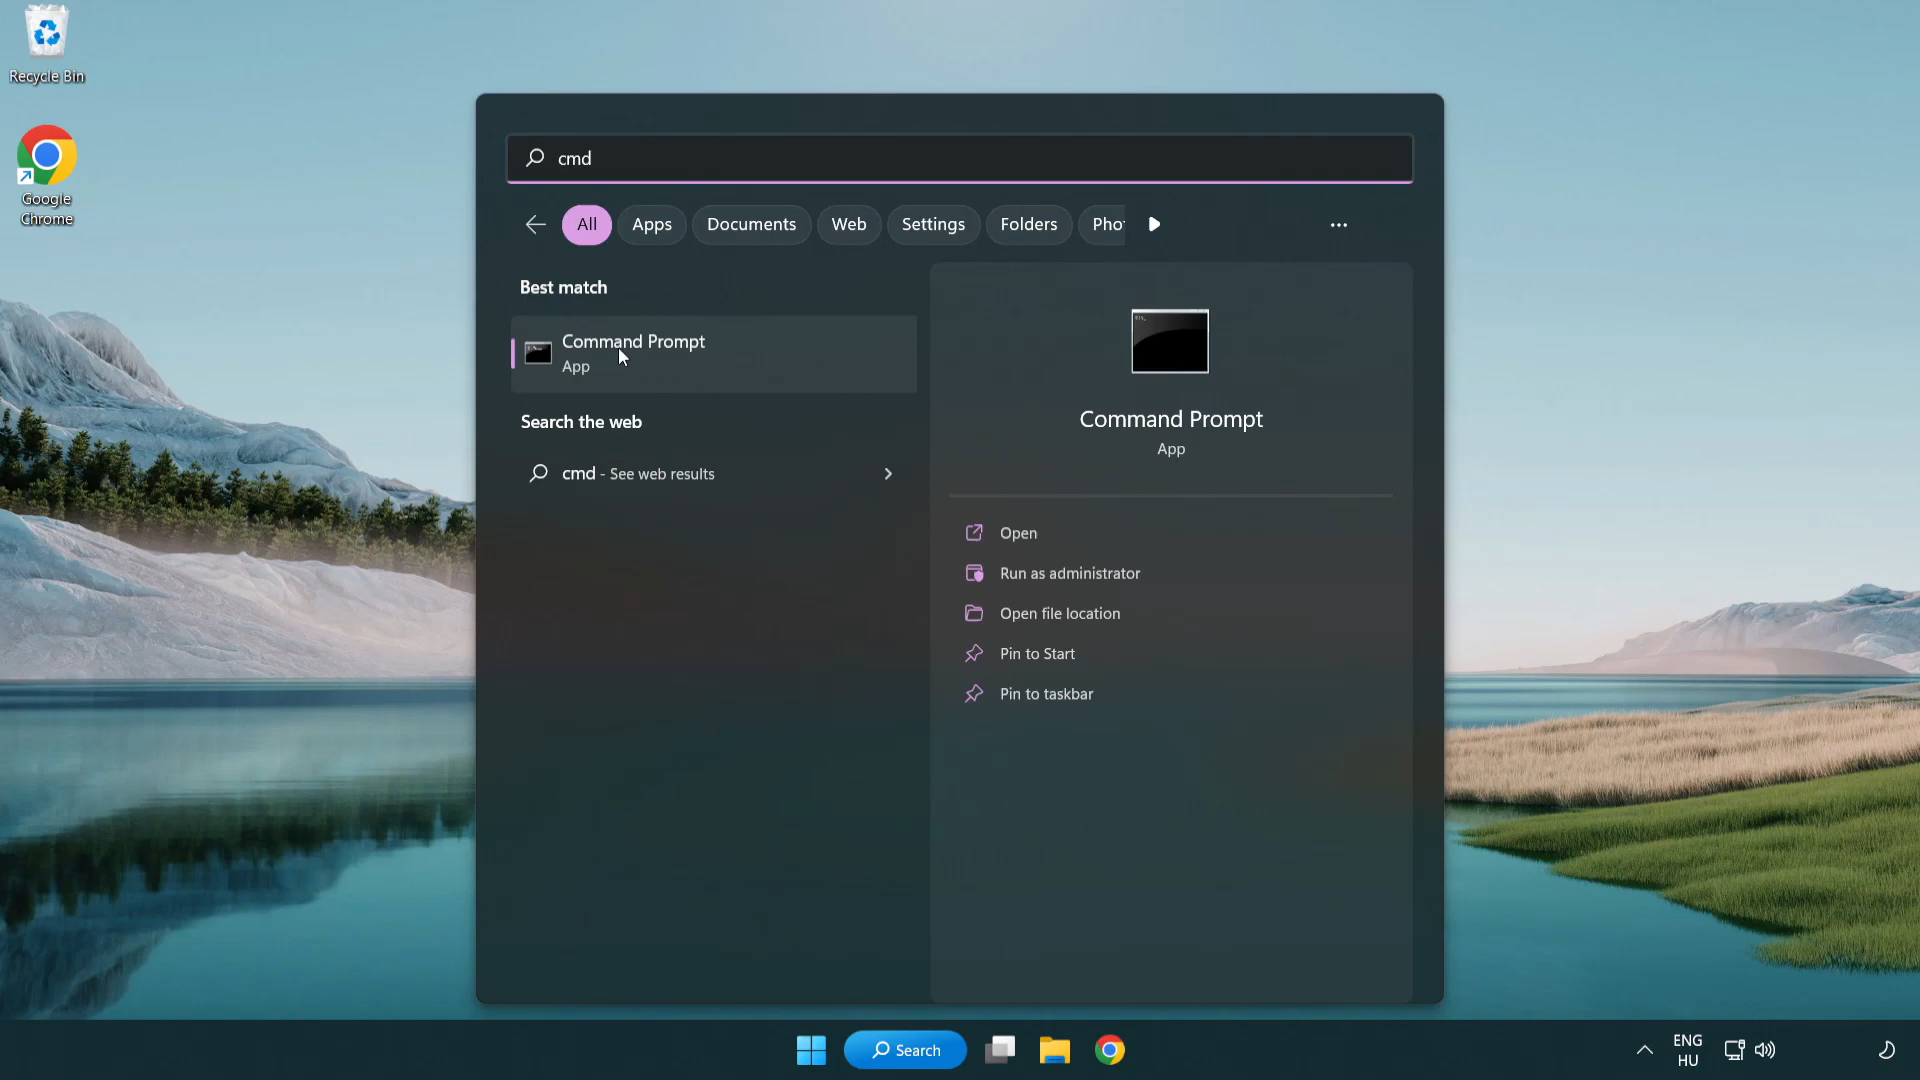 Recycle Bin
Google
Chrome
cmd
All
Apps
Documents
Web
Settings
Folders
Pho
Best match
Command Prompt
App
Search the web
cmd - See web results
Command Prompt
App
Open
Run as administrator
Open file location
Pin to Start
Pin to taskbar
Search
ENG
HU